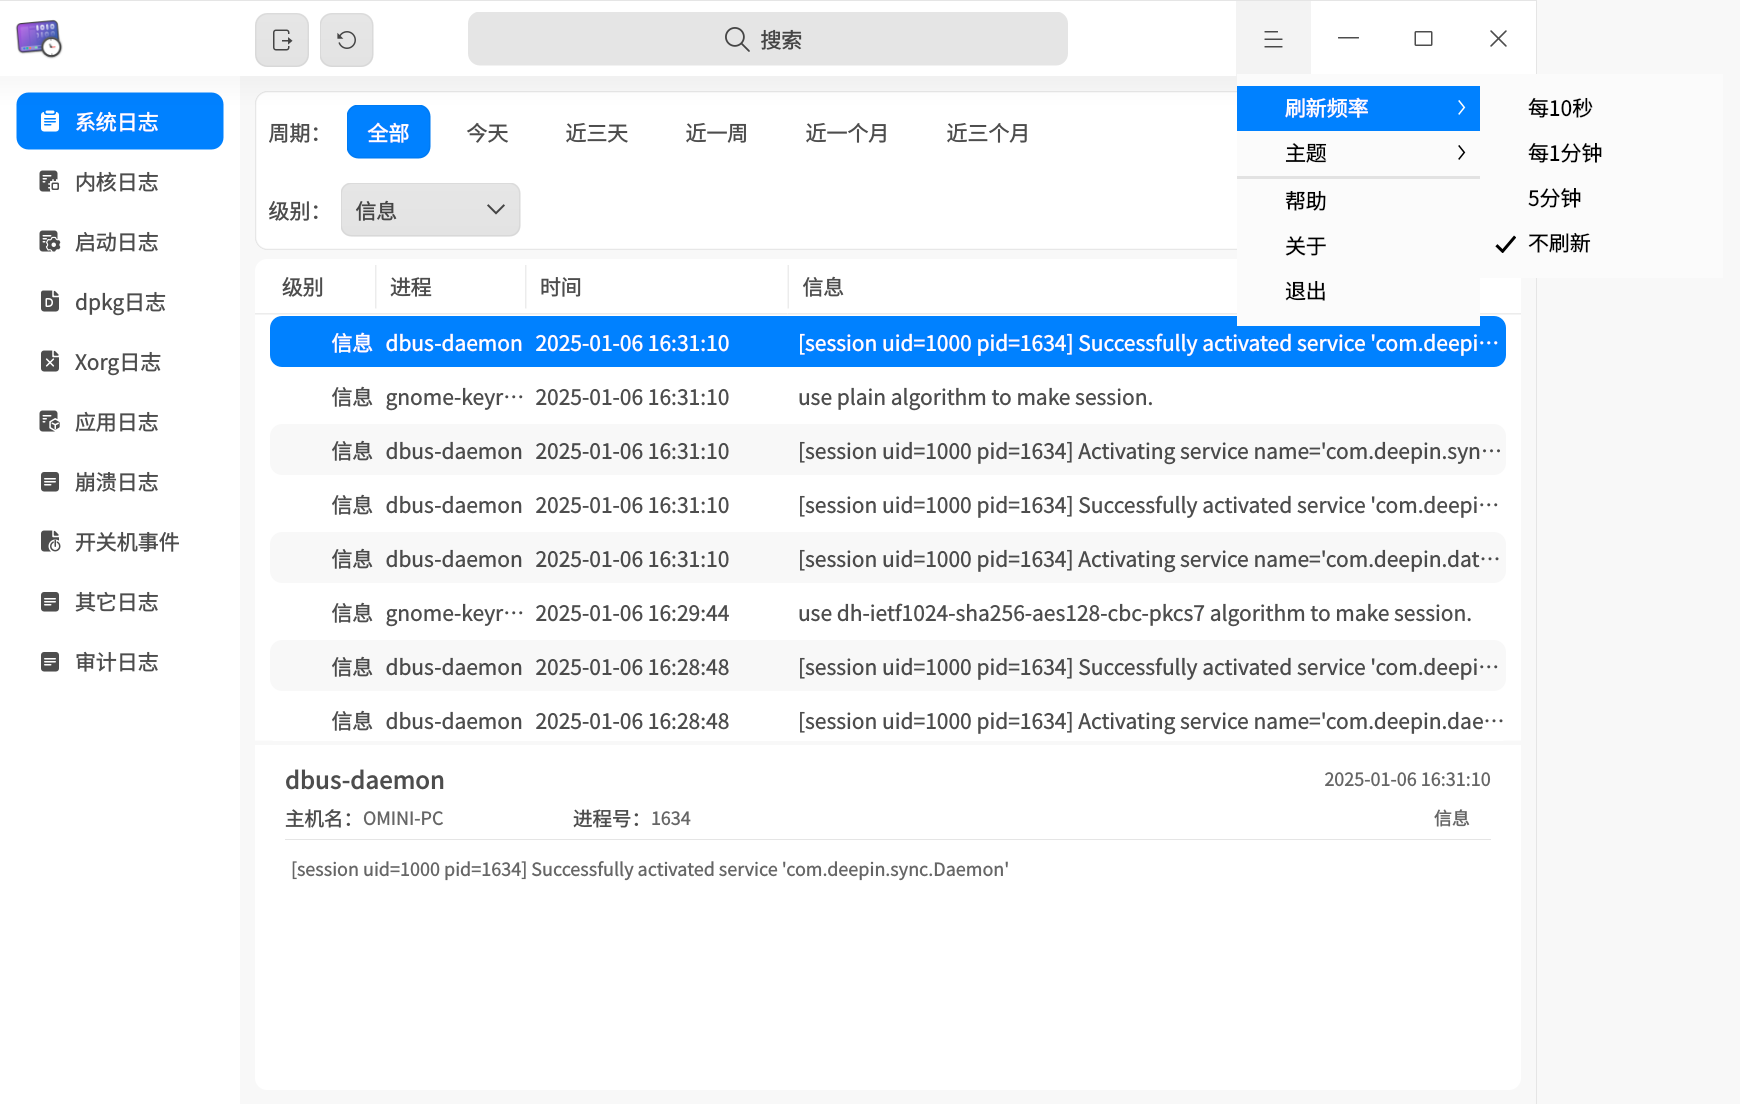 搜索
系统日志
内核日志
启动日志
dpkg日志
Xorg日志
应用日志
崩溃日志
开关机事件
其它日志
审计日志
周期： 全部 今天 近三天 近一周 近一个月 近三个月
级别： 信息
刷新频率
主题
帮助
关于
退出
每10秒
每1分钟
5分钟
不刷新
级别 进程 时间 信息
信息 dbus-daemon 2025-01-06 16:31:10 [session uid=1000 pid=1634] Successfully activated service 'com.deepi···
信息 gnome-keyr··· 2025-01-06 16:31:10 use plain algorithm to make session.
信息 dbus-daemon 2025-01-06 16:31:10 [session uid=1000 pid=1634] Activating service name='com.deepin.syn···
信息 dbus-daemon 2025-01-06 16:31:10 [session uid=1000 pid=1634] Successfully activated service 'com.deepi···
信息 dbus-daemon 2025-01-06 16:31:10 [session uid=1000 pid=1634] Activating service name='com.deepin.dat···
信息 gnome-keyr··· 2025-01-06 16:29:44 use dh-ietf1024-sha256-aes128-cbc-pkcs7 algorithm to make session.
信息 dbus-daemon 2025-01-06 16:28:48 [session uid=1000 pid=1634] Successfully activated service 'com.deepi···
信息 dbus-daemon 2025-01-06 16:28:48 [session uid=1000 pid=1634] Activating service name='com.deepin.dae···
dbus-daemon 2025-01-06 16:31:10
主机名： OMINI-PC 进程号： 1634 信息
[session uid=1000 pid=1634] Successfully activated service 'com.deepin.sync.Daemon'